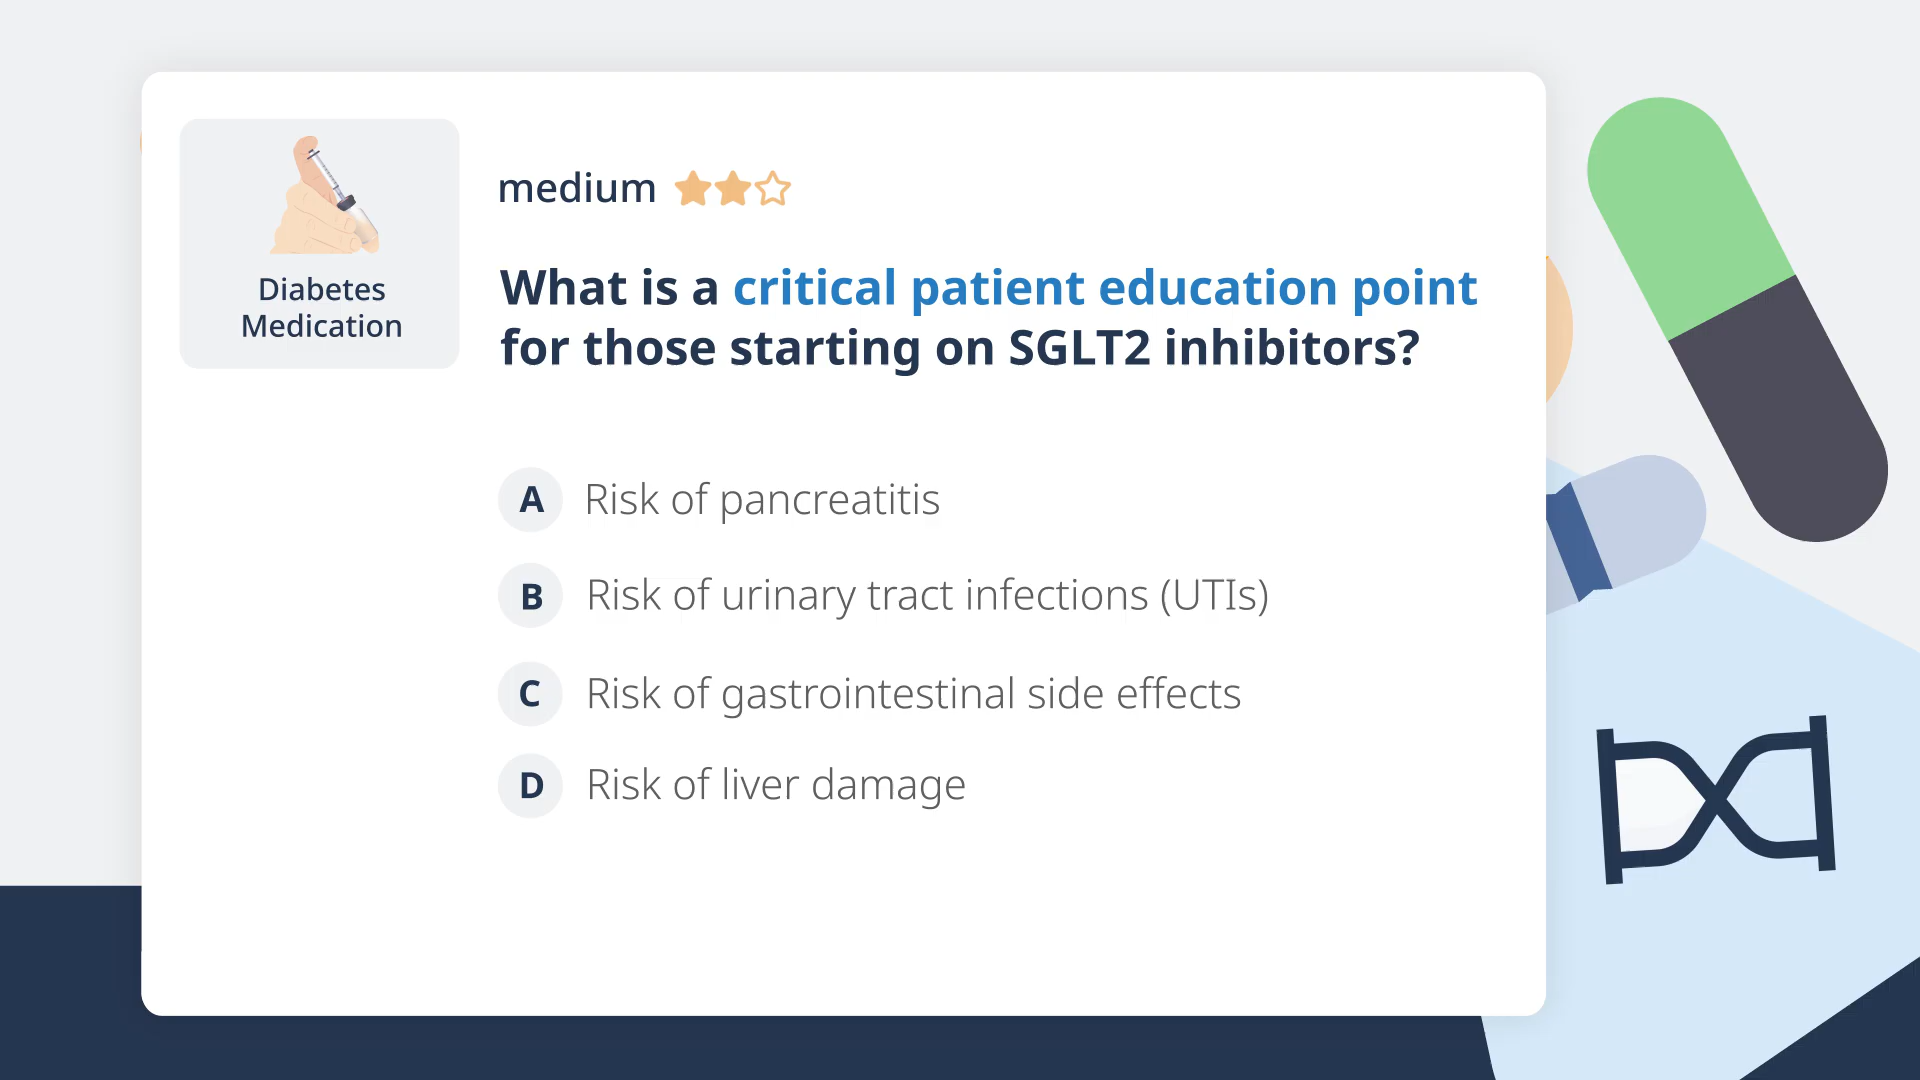 Diabetes
Medication
medium
What is a critical patient education point
for those starting on SGLT2 inhibitors?
A Risk of pancreatitis
B Risk of urinary tract infections (UTIs)
C Risk of gastrointestinal side effects
D Risk of liver damage